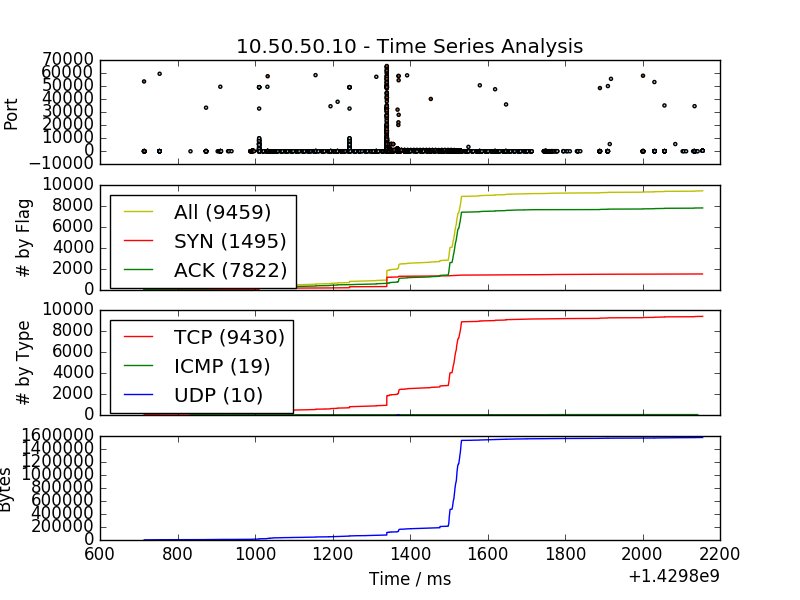 10.50.50.10 - Time Series Analysis
Port
70000
60000
50000
40000
30000
20000
10000
0
−10000
# by Flag
10000
8000
6000
4000
2000
0
All (9459)
SYN (1495)
ACK (7822)
# by Type
10000
8000
6000
4000
2000
0
TCP (9430)
ICMP (19)
UDP (10)
Bytes
1600000
1400000
1200000
1000000
800000
600000
400000
200000
0
600 800 1000 1200 1400 1600 1800 2000 2200
Time / ms
+1.4298e9